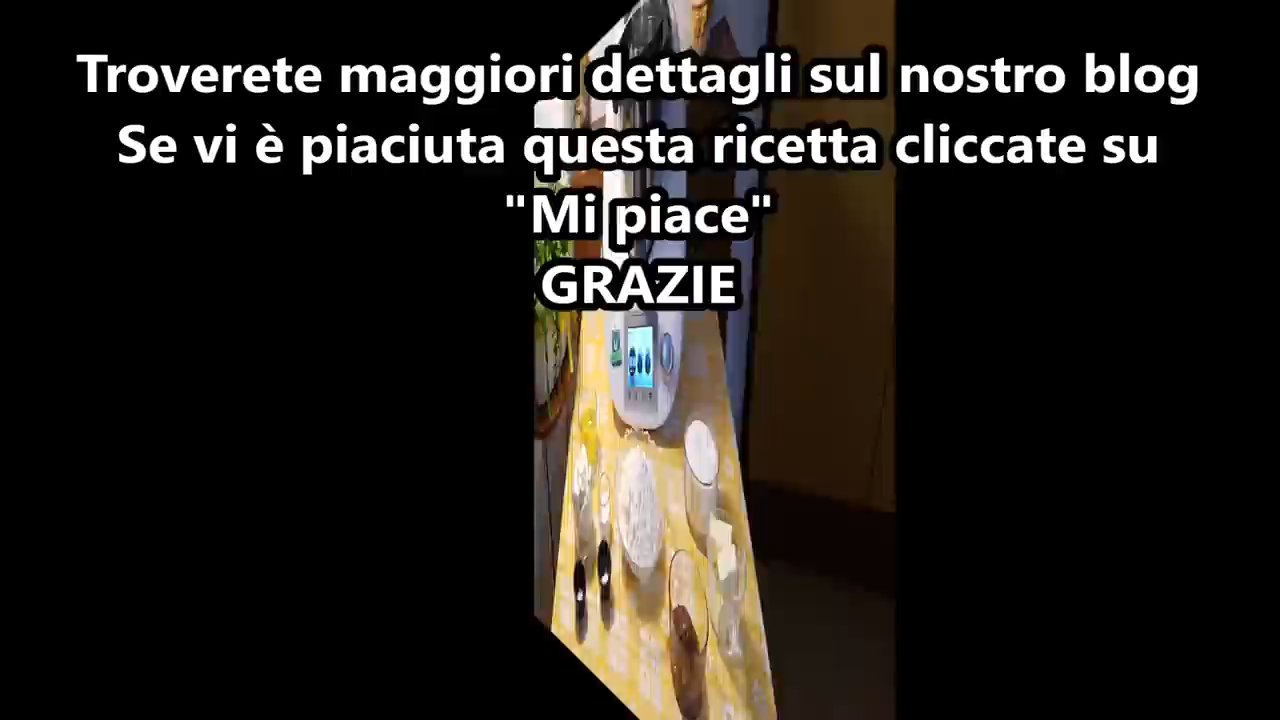 Troverete maggiori dettagli sul nostro blog
Se vi è piaciuta questa ricetta cliccate su
"Mi piace"
GRAZIE